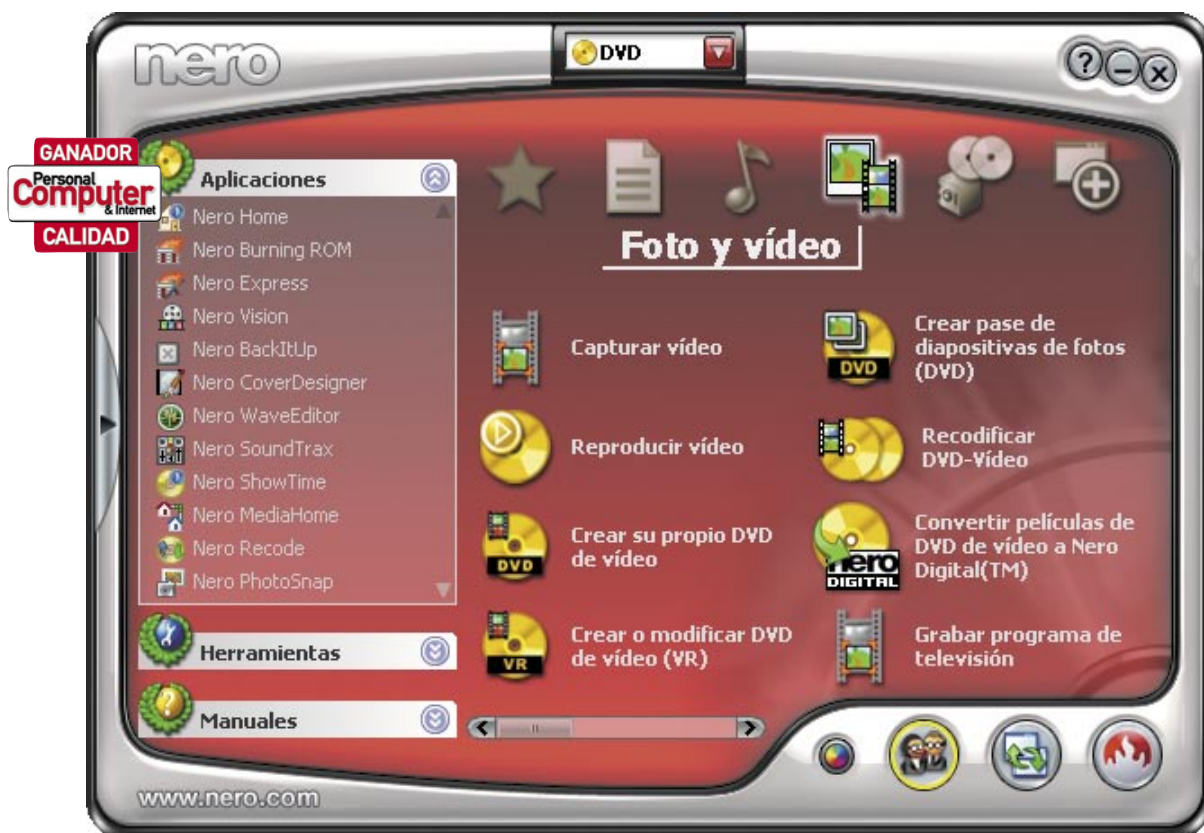 nero
DVD
GANADOR
Personal
Computer
& Internet
CALIDAD
Aplicaciones
Nero Home
Nero Burning ROM
Nero Express
Nero Vision
Nero BackItUp
Nero CoverDesigner
Nero WaveEditor
Nero SoundTrax
Nero ShowTime
Nero MediaHome
Nero Recode
Nero PhotoSnap
Herramientas
Manuales
Foto y vídeo
Capturar vídeo
DVD
Crear pase de
diapositivas de fotos
(DVD)
Reproducir vídeo
Recodificar
DVD-Vídeo
DVD
Crear su propio DVD
de vídeo
nero
DIGITAL
Convertir películas de
DVD de vídeo a Nero
Digital(TM)
VR
Crear o modificar DVD
de vídeo (VR)
Grabar programa de
televisión
www.nero.com